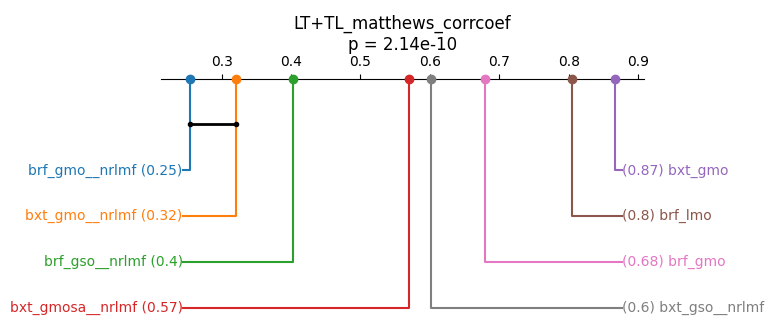 LT+TL_matthews_corrcoef
p = 2.14e-10
0.3 0.4 0.5 0.6 0.7 0.8 0.9
brf_gmo__nrlmf (0.25) (0.87) bxt_gmo
bxt_gmo__nrlmf (0.32) (0.8) brf_lmo
brf_gso__nrlmf (0.4) (0.68) brf_gmo
bxt_gmosa__nrlmf (0.57) (0.6) bxt_gso__nrlmf